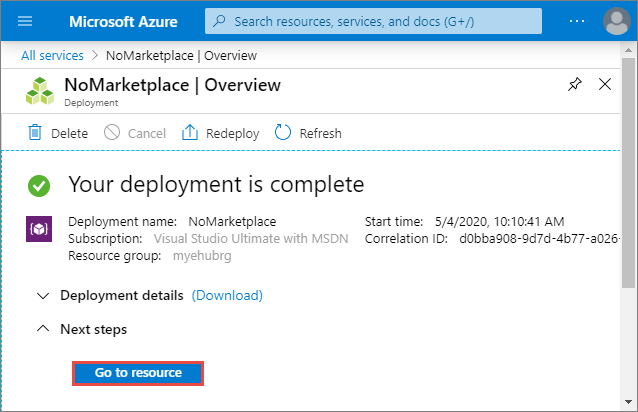 Microsoft Azure
Search resources, services, and docs (G+/)
All services > NoMarketplace | Overview
NoMarketplace | Overview
Deployment
Delete Cancel Redeploy Refresh
Your deployment is complete
Deployment name: NoMarketplace Start time: 5/4/2020, 10:10:41 AM
Subscription: Visual Studio Ultimate with MSDN Correlation ID: d0bba908-9d7d-4b77-a026-
Resource group: myehubrg
Deployment details (Download)
Next steps
Go to resource